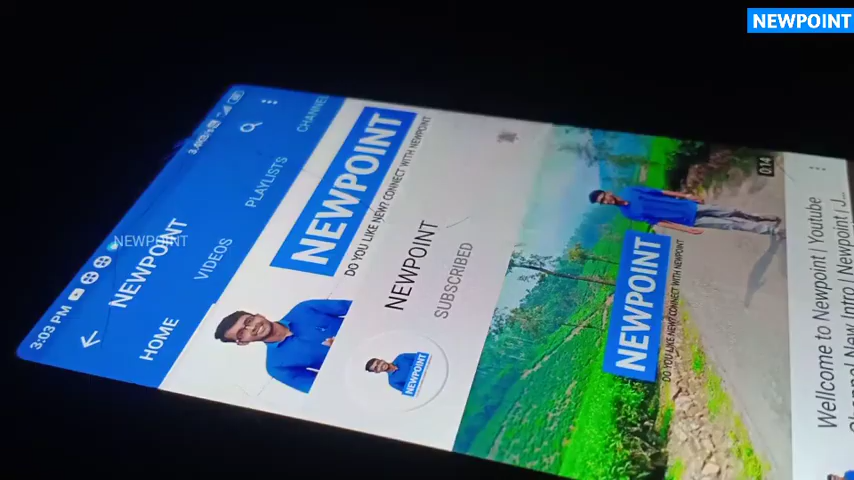 NEWPOINT
3:03 PM
NEWPOINT
NEWPOINT
HOME
VIDEOS
PLAYLISTS
CHANNEL
NEWPOINT
DO YOU LIKE NEW? CONNECT WITH NEWPOINT
NEWPOINT
SUBSCRIBED
NEWPOINT
0:14
NEWPOINT
DO YOU LIKE NEW? CONNECT WITH NEWPOINT
Wellcome to Newpoint | Youtube
Channel New Intro | Newpoint | J...